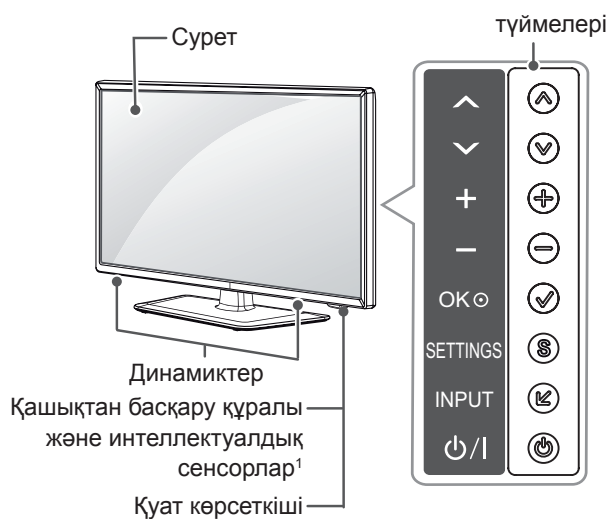 түймелері
Сурет
OK
SETTINGS
S
INPUT
Динамиктер
Қашықтан басқару құралы
және интеллектуалдық
сенсорлар¹
Қуат көрсеткіші